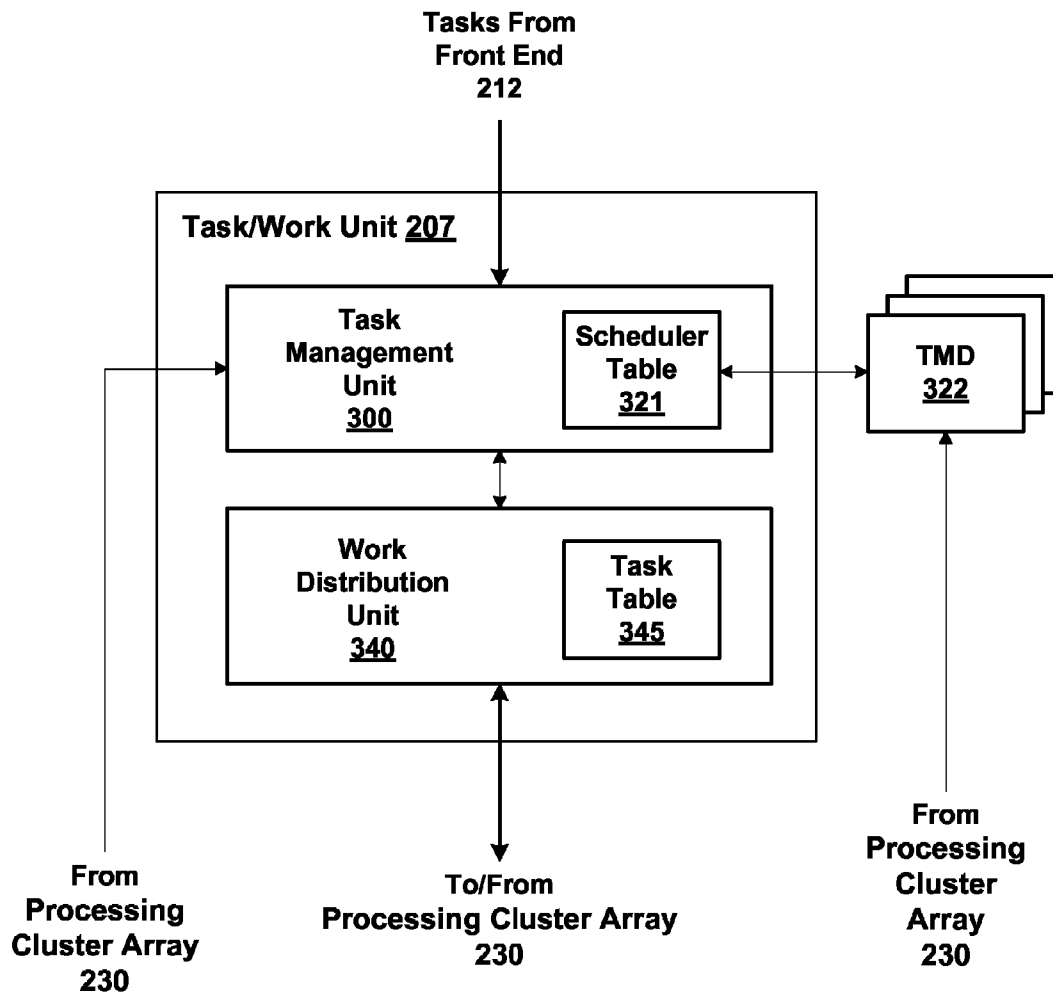 Tasks From
Front End
212
Task/Work Unit 207
Task
Management
Unit
300
Scheduler
Table
321
TMD
322
Work
Distribution
Unit
340
Task
Table
345
From
Processing
Cluster Array
230
To/From
Processing Cluster Array
230
From
Processing
Cluster
Array
230